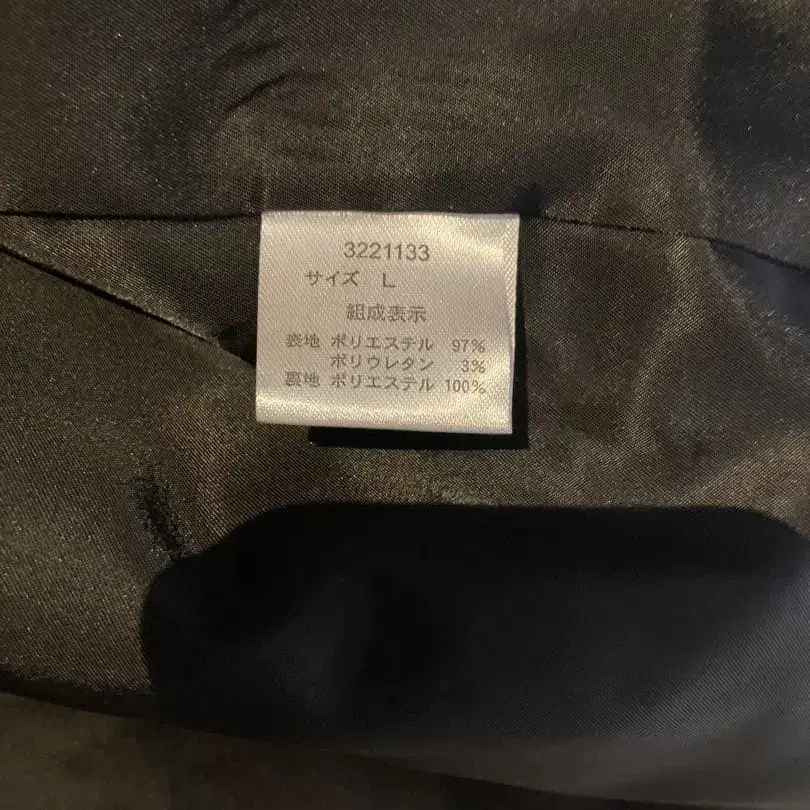 3221133
サイズ L
組成表示
表地 ポリエステル 97%
ポリウレタン 3%
裏地 ポリエステル 100%